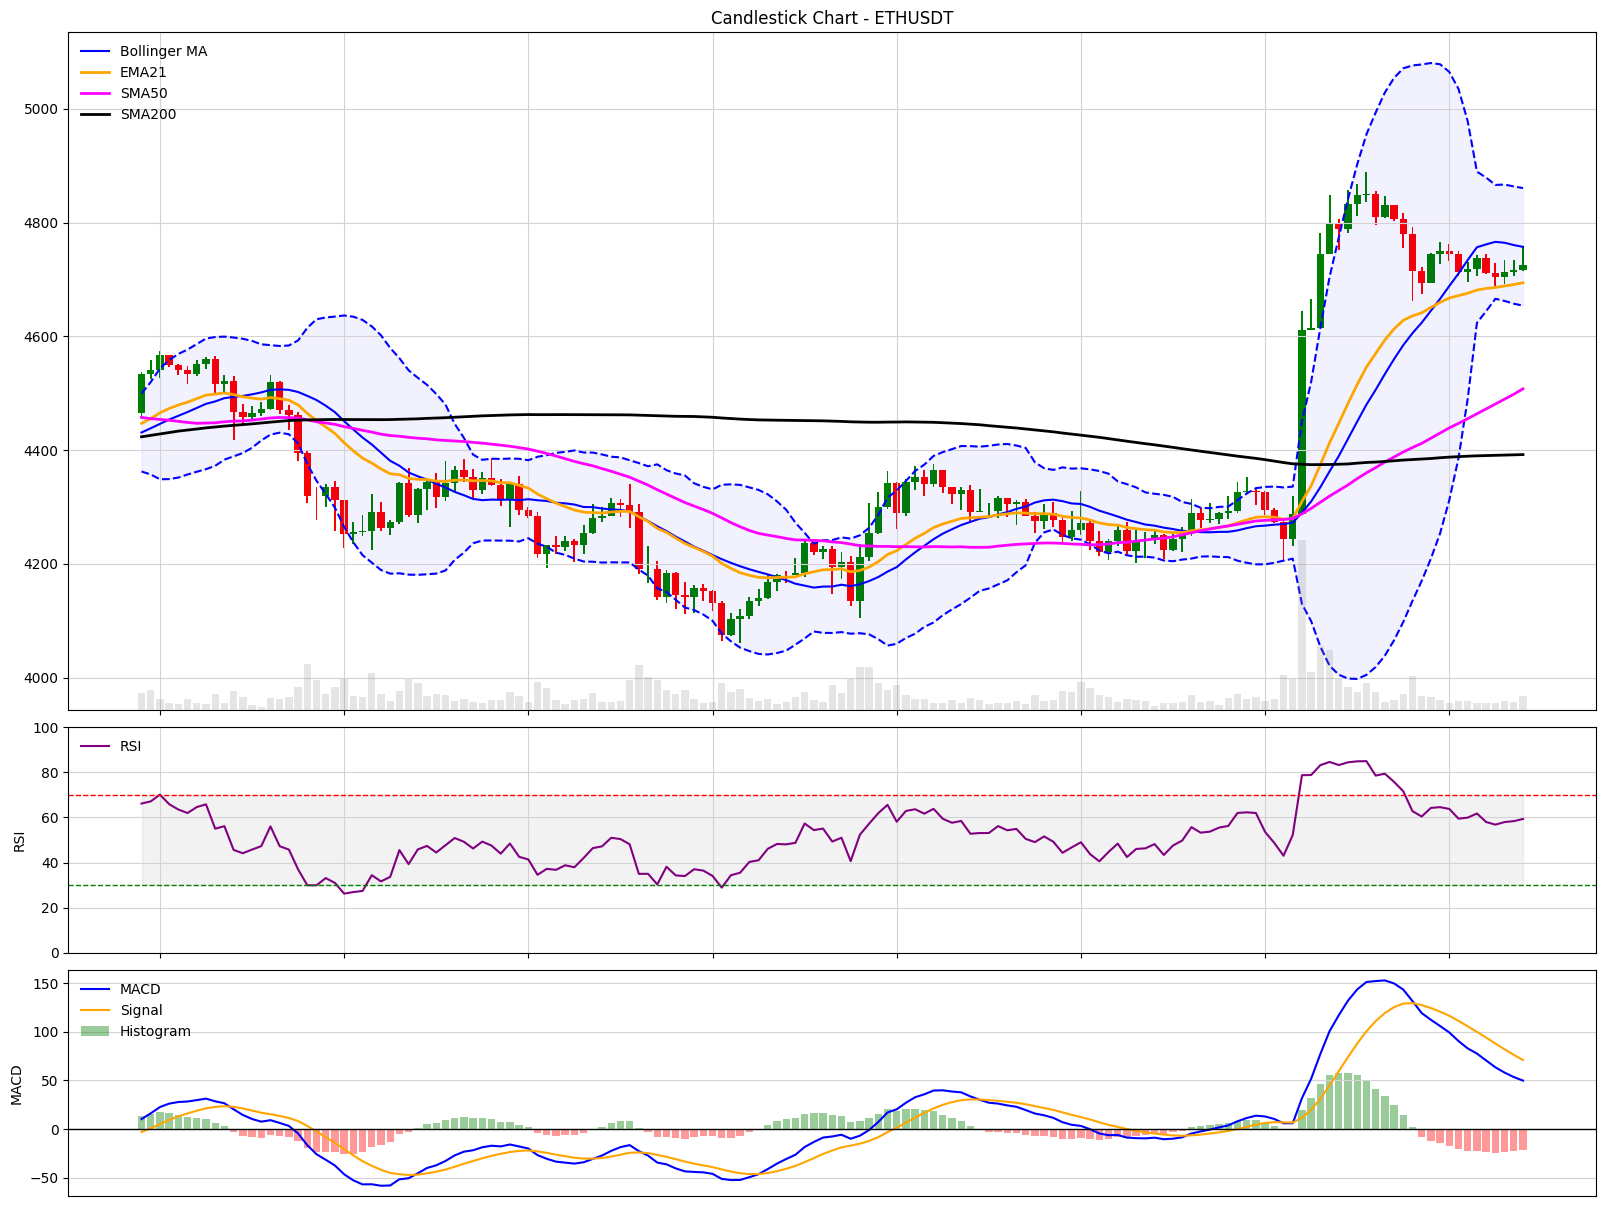 Candlestick Chart - ETHUSDT
Bollinger MA
EMA21
SMA50
SMA200
5000
4800
4600
4400
4200
4000
RSI
100
80
60
40
20
0
RSI
MACD
Signal
Histogram
150
100
50
0
−50
MACD